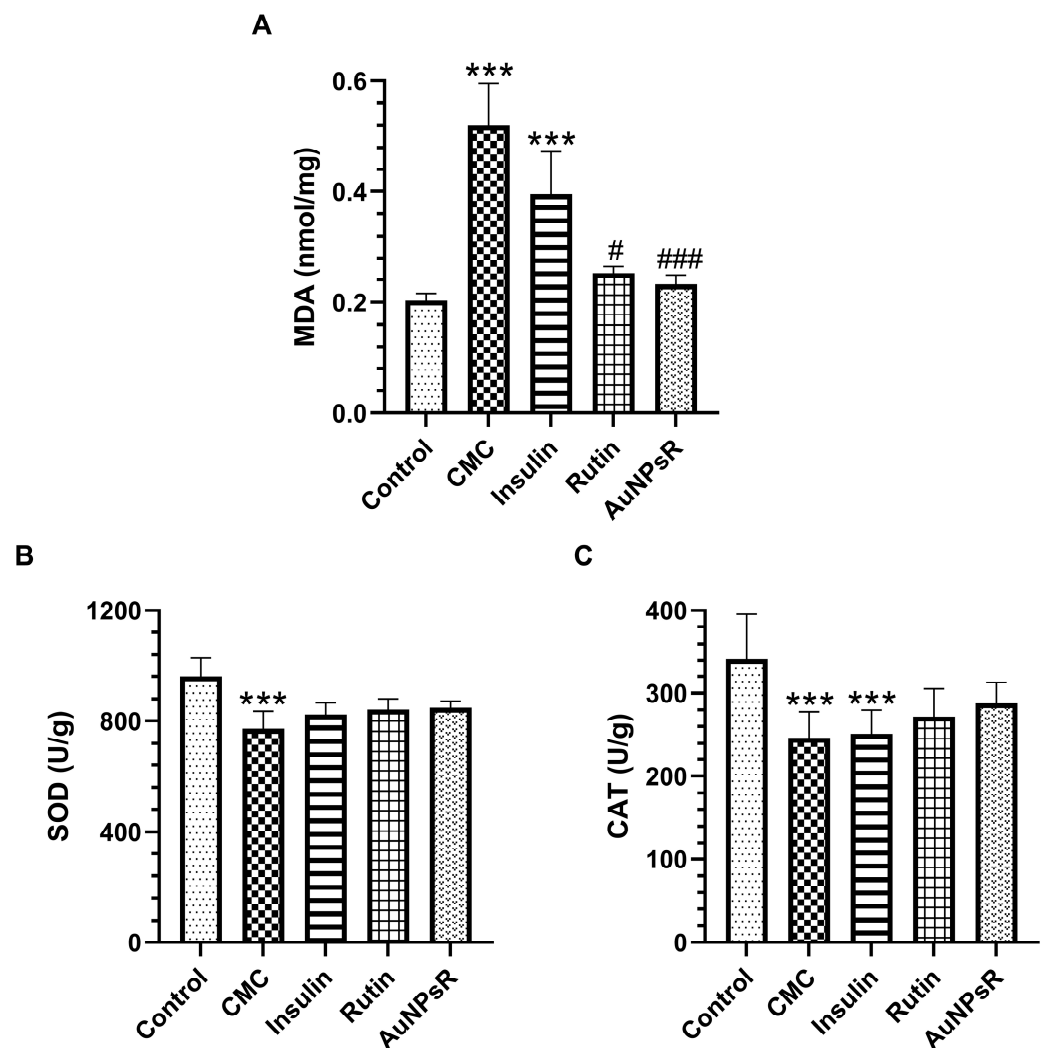 A
MDA (nmol/mg)
0.6
0.4
0.2
0.0
***
***
#
###
Control
CMC
Insulin
Rutin
AuNPsR
B
SOD (U/g)
1200
800
400
0
***
Control
CMC
Insulin
Rutin
AuNPsR
C
CAT (U/g)
400
300
200
100
0
***
***
Control
CMC
Insulin
Rutin
AuNPsR